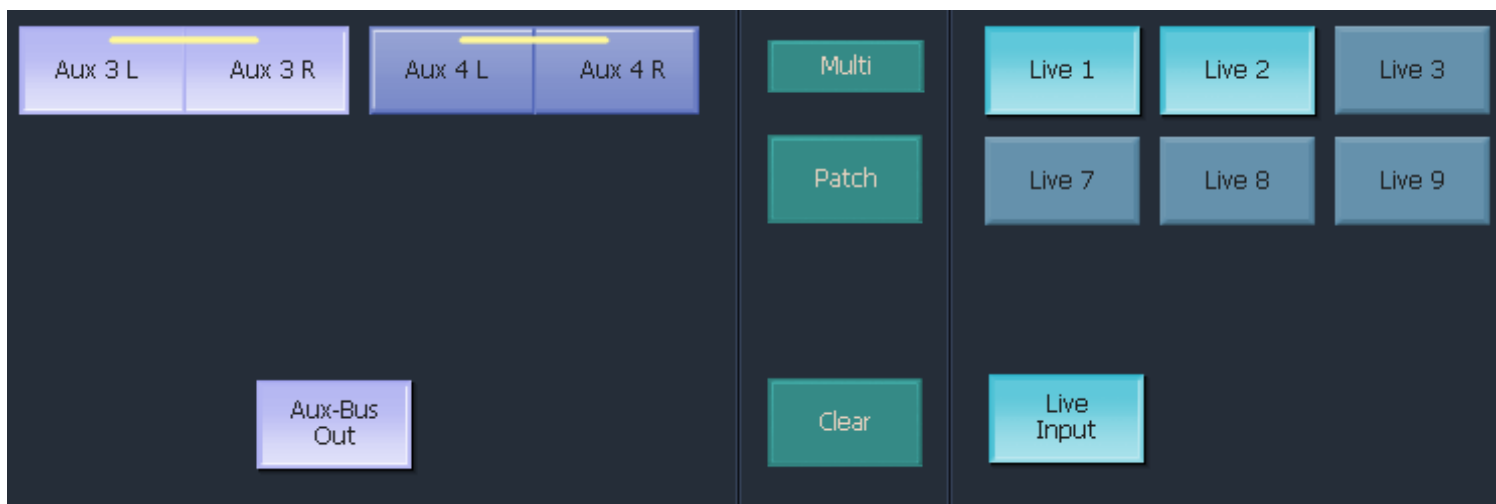 Aux 3 L Aux 3 R Aux 4 L Aux 4 R Multi Live 1 Live 2 Live 3
Patch Live 7 Live 8 Live 9
Aux-Bus
Out
Clear
Live
Input